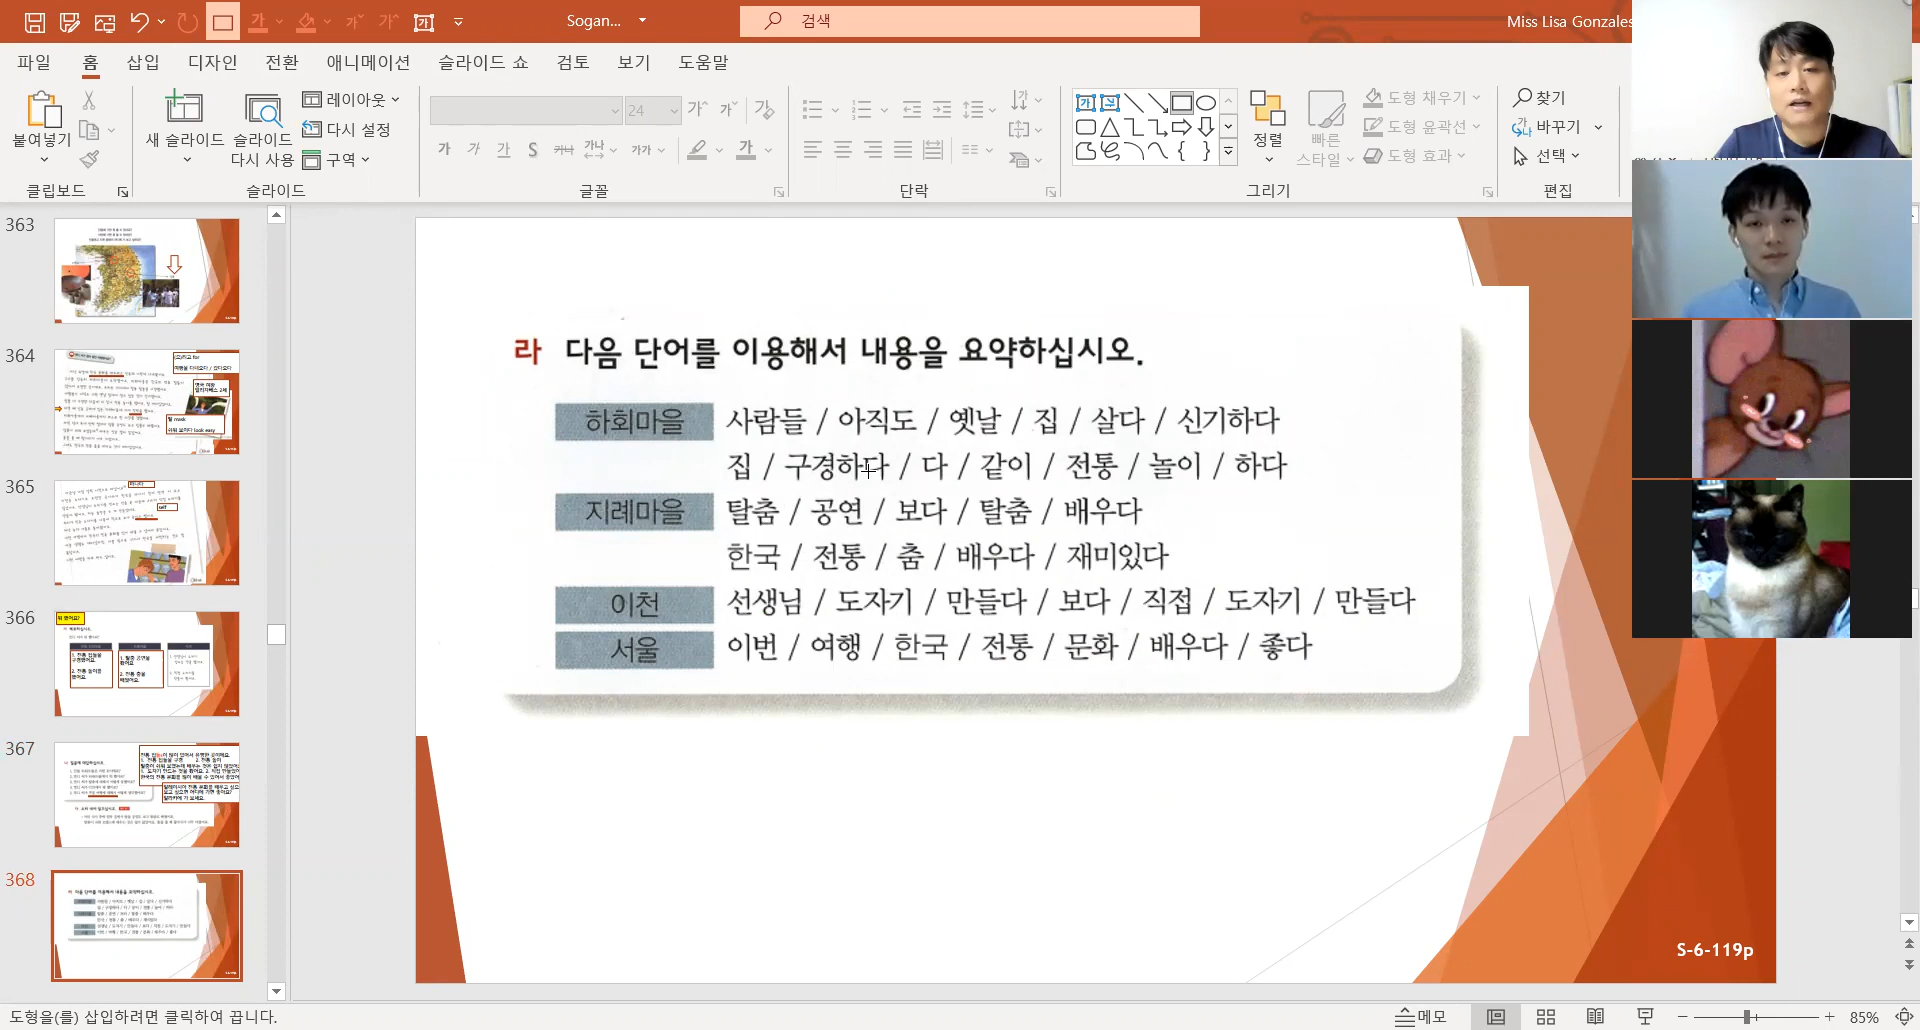 Sogan...
검색
Miss Lisa Gonzales
파일 홈 삽입 디자인 전환 애니메이션 슬라이드 쇼 검토 보기 도움말
붙여넣기
새 슬라이드
슬라이드 다시 사용
레이아웃
다시 설정
구역
24
가 가 가 S 가나 가나 가가 가
정렬
빠른 스타일
도형 채우기
도형 윤곽선
도형 효과
찾기
바꾸기
선택
클립보드 슬라이드 글꼴 단락 그리기 편집
363
364
365
366
367
368
라 다음 단어를 이용해서 내용을 요약하십시오.
하회마을 사람들 / 아직도 / 옛날 / 집 / 살다 / 신기하다
집 / 구경하다 / 다 / 같이 / 전통 / 놀이 / 하다
지례마을 탈춤 / 공연 / 보다 / 탈춤 / 배우다
한국 / 전통 / 춤 / 배우다 / 재미있다
이천 선생님 / 도자기 / 만들다 / 보다 / 직접 / 도자기 / 만들다
서울 이번 / 여행 / 한국 / 전통 / 문화 / 배우다 / 좋다
S-6-119p
도형을(를) 삽입하려면 클릭하여 끕니다.
메모
85%